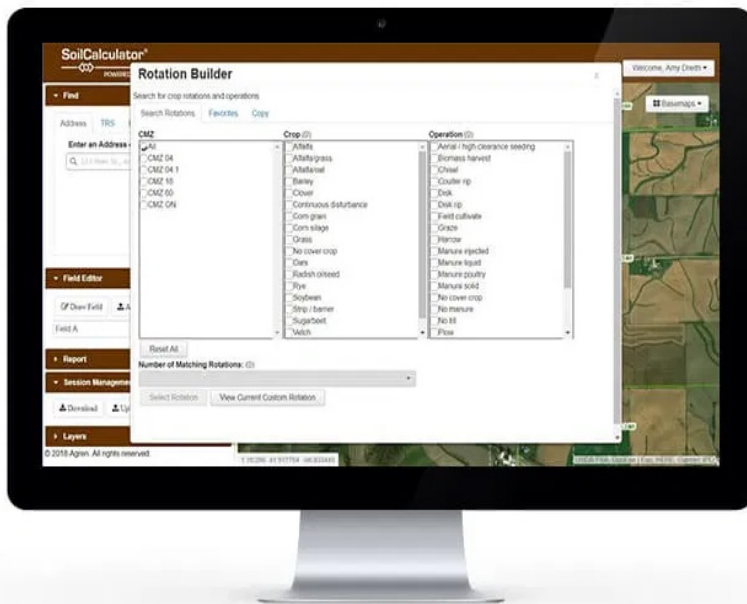 SoilCalculator®
POWERED
Welcome, Amy Dreith
Find
Address TRS
Enter an Address
Field Editor
Draw Field
Field A
Report
Session Management
Download
Layers
© 2018 Agren. All rights reserved.
Basemaps
Rotation Builder
x
Search for crop rotations and operations
Search Rotations Favorites Copy
CMZ
All
CMZ 04
CMZ 04.1
CMZ 16
CMZ 60
CMZ ON
Crop (0)
Alfalfa
Alfalfa/grass
Alfalfa/oat
Barley
Clover
Continuous disturbance
Corn grain
Corn silage
Grass
No cover crop
Oats
Radish oilseed
Rye
Soybean
Strip / barrier
Sugarbeet
Vetch
Operation (0)
Aerial / high clearance seeding
Biomass harvest
Chisel
Coulter rip
Disk
Disk rip
Field cultivate
Graze
Harrow
Manure injected
Manure liquid
Manure poultry
Manure solid
No cover crop
No manure
No till
Plow
Reset All
Number of Matching Rotations: (0)
Select Rotation View Current Custom Rotation